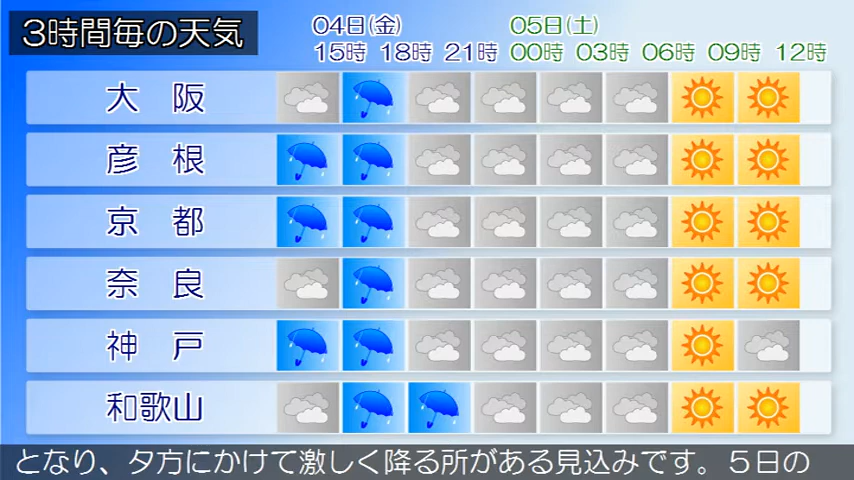 3時間毎の天気
04日(金) 05日(土)
15時 18時 21時 00時 03時 06時 09時 12時
大 阪
彦 根
京 都
奈 良
神 戸
和歌山
となり、夕方にかけて激しく降る所がある見込みです。５日の